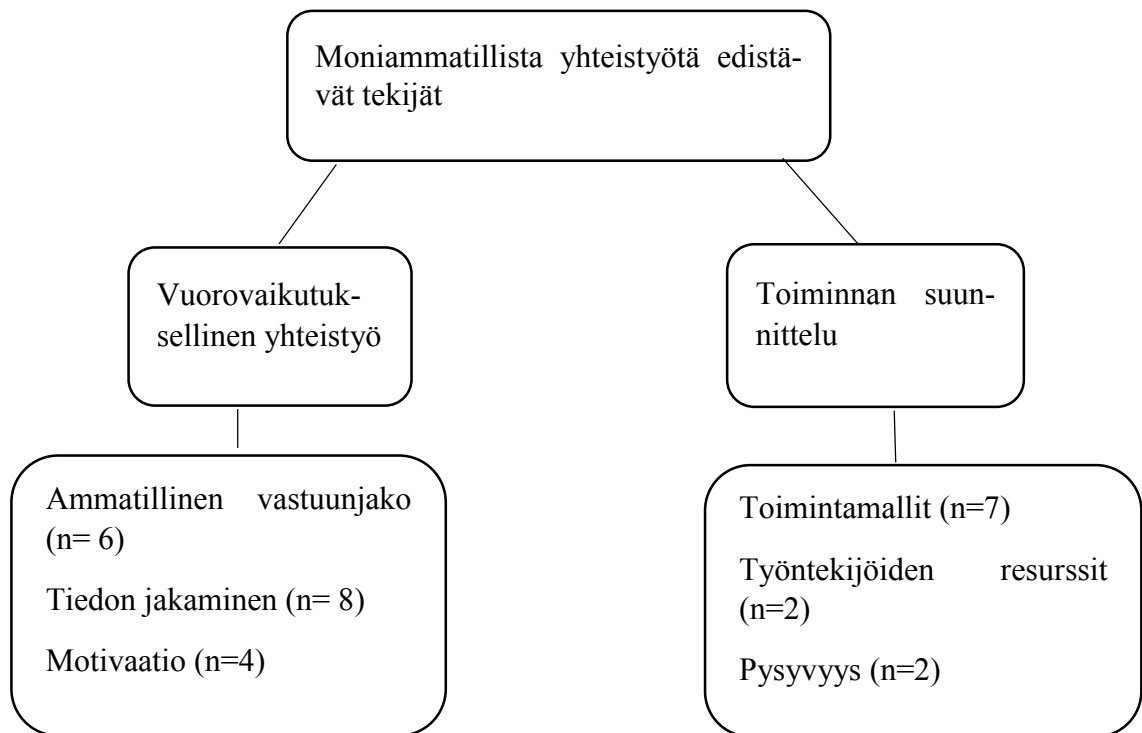 Moniammatillista yhteistyötä edistä-
vät tekijät
Vuorovaikutuk-
sellinen yhteistyö
Toiminnan suun-
nittelu
Ammatillinen vastuunjako
(n= 6)
Tiedon jakaminen (n= 8)
Motivaatio (n=4)
Toimintamallit (n=7)
Työntekijöiden resurssit
(n=2)
Pysyvyys (n=2)